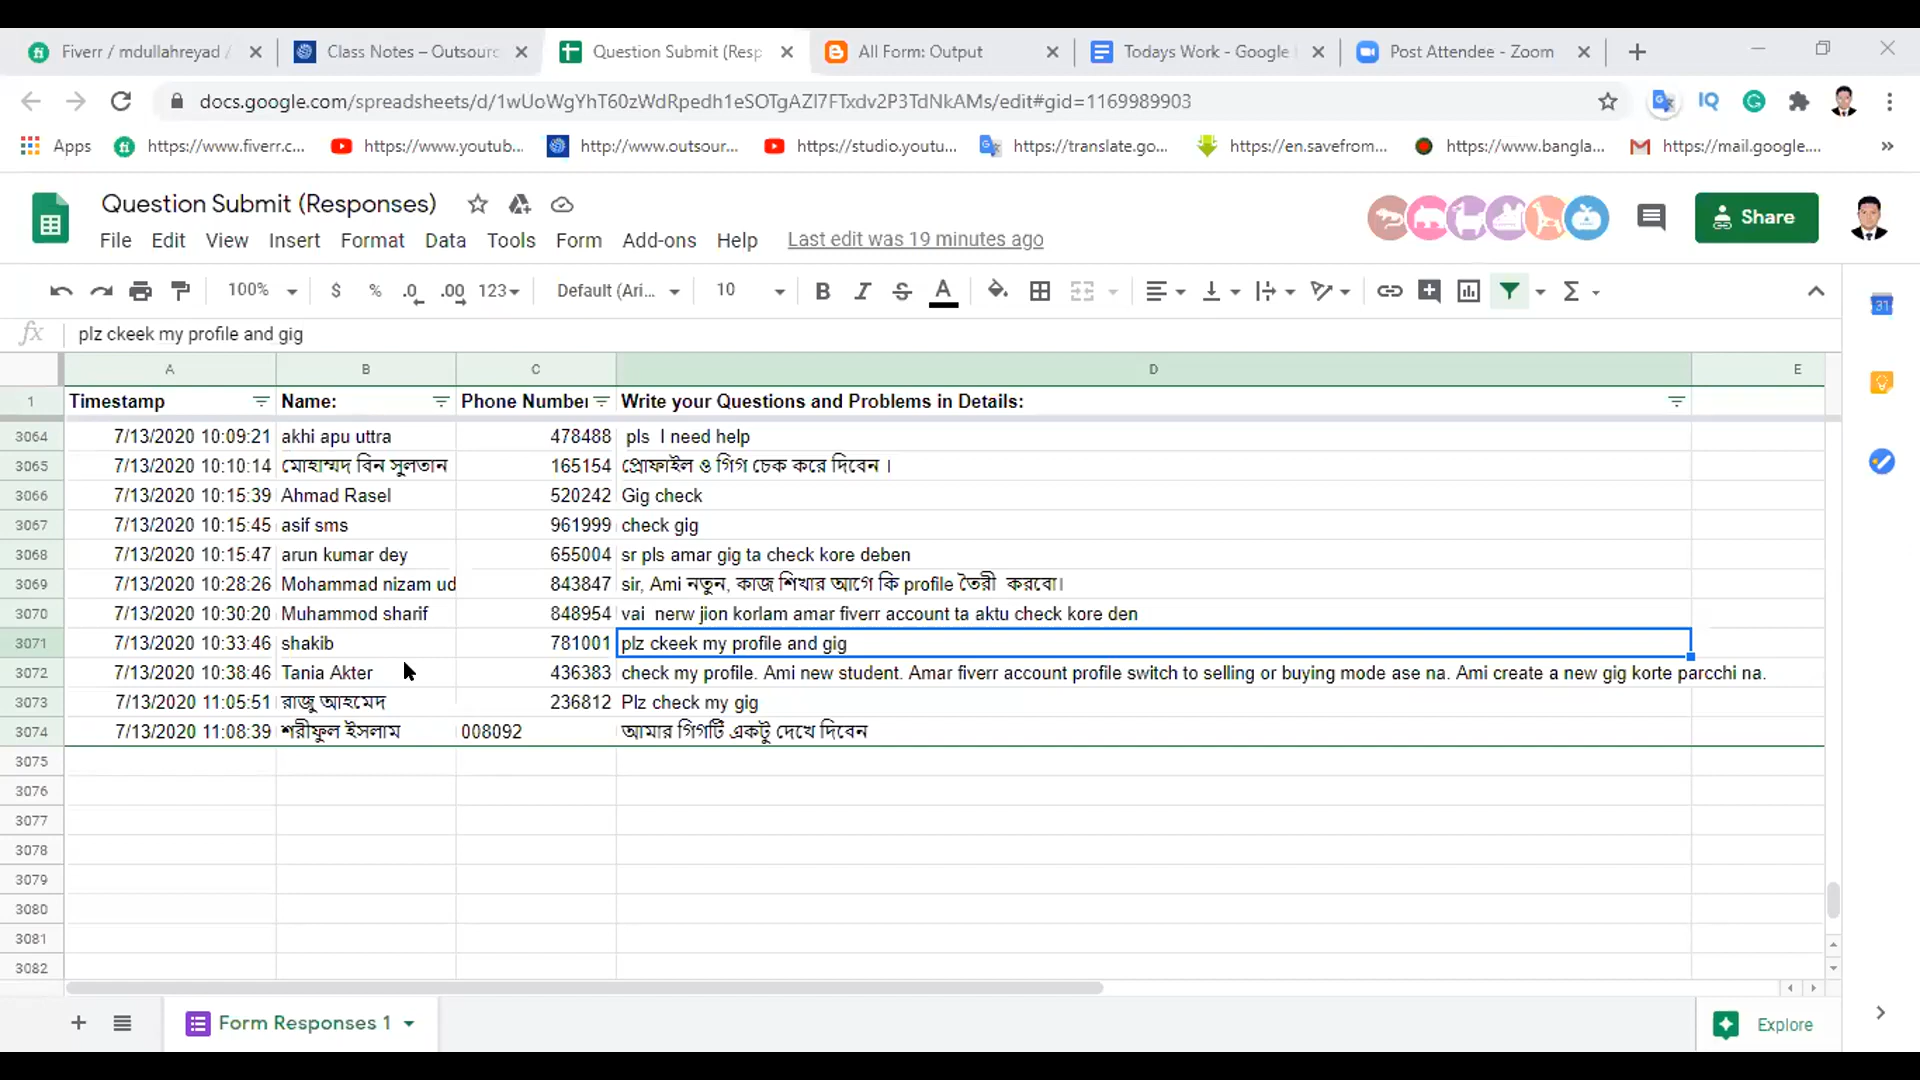 Fiverr / mdullahreyad /
Class Notes – Outsourc
Question Submit (Resp
All Form: Output
Todays Work - Google
Post Attendee - Zoom
docs.google.com/spreadsheets/d/1wUoWgYhT60zWdRpedh1eSOTgAZl7FTxdv2P3TdNkAMs/edit#gid=1169989903
Apps
https://www.fiverr.c...
https://www.youtub...
http://www.outsour...
https://studio.youtu...
https://translate.go...
https://en.savefrom...
https://www.bangla...
https://mail.google....
Question Submit (Responses)
Share
File Edit View Insert Format Data Tools Form Add-ons Help Last edit was 19 minutes ago
100% $ % .0 .00 123 Default (Ari... 10 B I S A
fx plz ckeek my profile and gig
A B C D E
1 Timestamp Name: Phone Number Write your Questions and Problems in Details:
3064 7/13/2020 10:09:21 akhi apu uttra 478488 pls I need help
3065 7/13/2020 10:10:14 মোহাম্মদ বিন সুলতান 165154 প্রোফাইল ও গিগ চেক করে দিবেন ।
3066 7/13/2020 10:15:39 Ahmad Rasel 520242 Gig check
3067 7/13/2020 10:15:45 asif sms 961999 check gig
3068 7/13/2020 10:15:47 arun kumar dey 655004 sr pls amar gig ta check kore deben
3069 7/13/2020 10:28:26 Mohammad nizam ud 843847 sir, Ami নতুন, কাজ শিখার আগে কি profile তৈরী করবো।
3070 7/13/2020 10:30:20 Muhammod sharif 848954 vai nerw jion korlam amar fiverr account ta aktu check kore den
3071 7/13/2020 10:33:46 shakib 781001 plz ckeek my profile and gig
3072 7/13/2020 10:38:46 Tania Akter 436383 check my profile. Ami new student. Amar fiverr account profile switch to selling or buying mode ase na. Ami create a new gig korte parcchi na.
3073 7/13/2020 11:05:51 রাজু আহমেদ 236812 Plz check my gig
3074 7/13/2020 11:08:39 শরীফুল ইসলাম 008092 আমার গিগটি একটু দেখে দিবেন
3075
3076
3077
3078
3079
3080
3081
3082
Form Responses 1
Explore